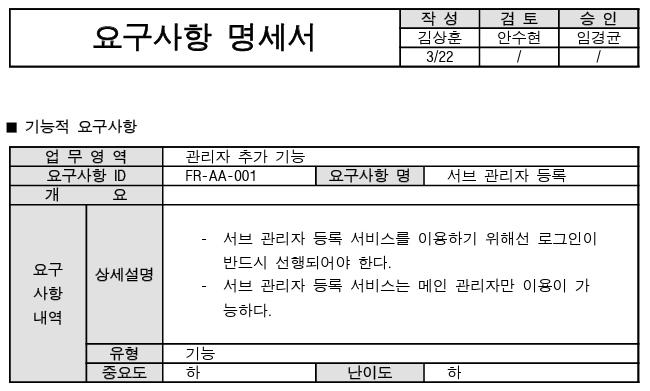 요구사항 명세서
작 성 검 토 승 인
김상훈 안수현 임경균
3/22 / /
■ 기능적 요구사항
업 무 영 역 관리자 추가 기능
요구사항 ID FR-AA-001 요구사항 명 서브 관리자 등록
개 요
요구
사항
내역
상세설명
- 서브 관리자 등록 서비스를 이용하기 위해선 로그인이
반드시 선행되어야 한다.
- 서브 관리자 등록 서비스는 메인 관리자만 이용이 가
능하다.
유형 기능
중요도 하 난이도 하